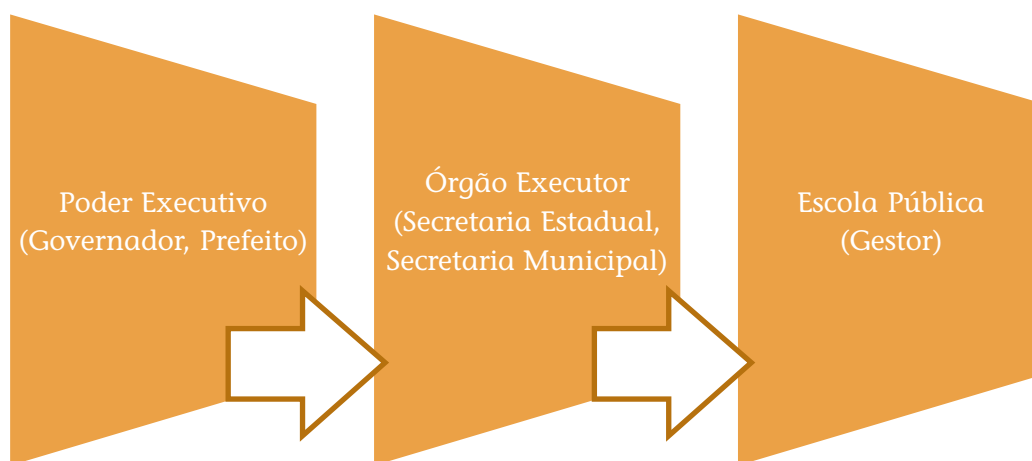 Poder Executivo
(Governador, Prefeito)
Órgão Executor
(Secretaria Estadual,
Secretaria Municipal)
Escola Pública
(Gestor)